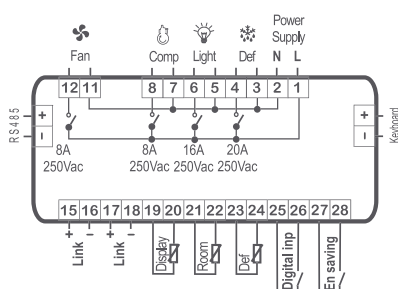 Power
Supply
Fan
Comp
Light
Def
N
L
12 11
8 7 6 5 4 3 2 1
RS485
+
-
+
-
Keyboard
8A
250Vac
8A
250Vac
16A
250Vac
20A
250Vac
15 16 17 18 19 20 21 22 23 24 25 26 27 28
+ -
Link
+ -
Link
Display
Room
Def
Digital inp
En saving